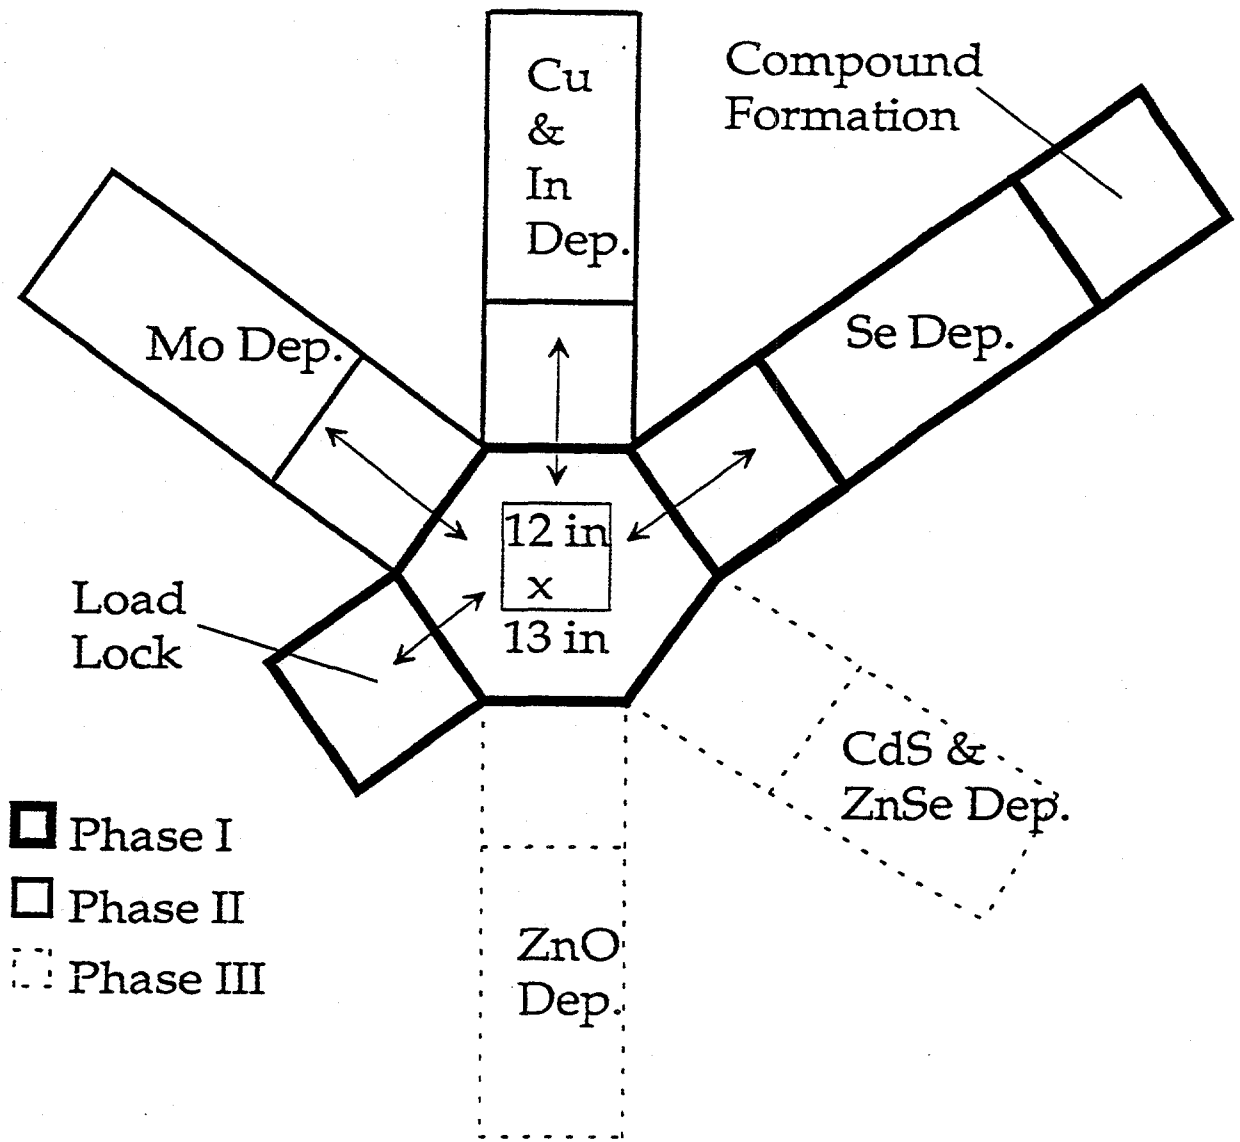 Cu
&
In
Dep.
Compound
Formation
Mo Dep.
Se Dep.
12 in
x
13 in
Load
Lock
CdS &
ZnSe Dep.
Phase I
Phase II
Phase III
ZnO
Dep.